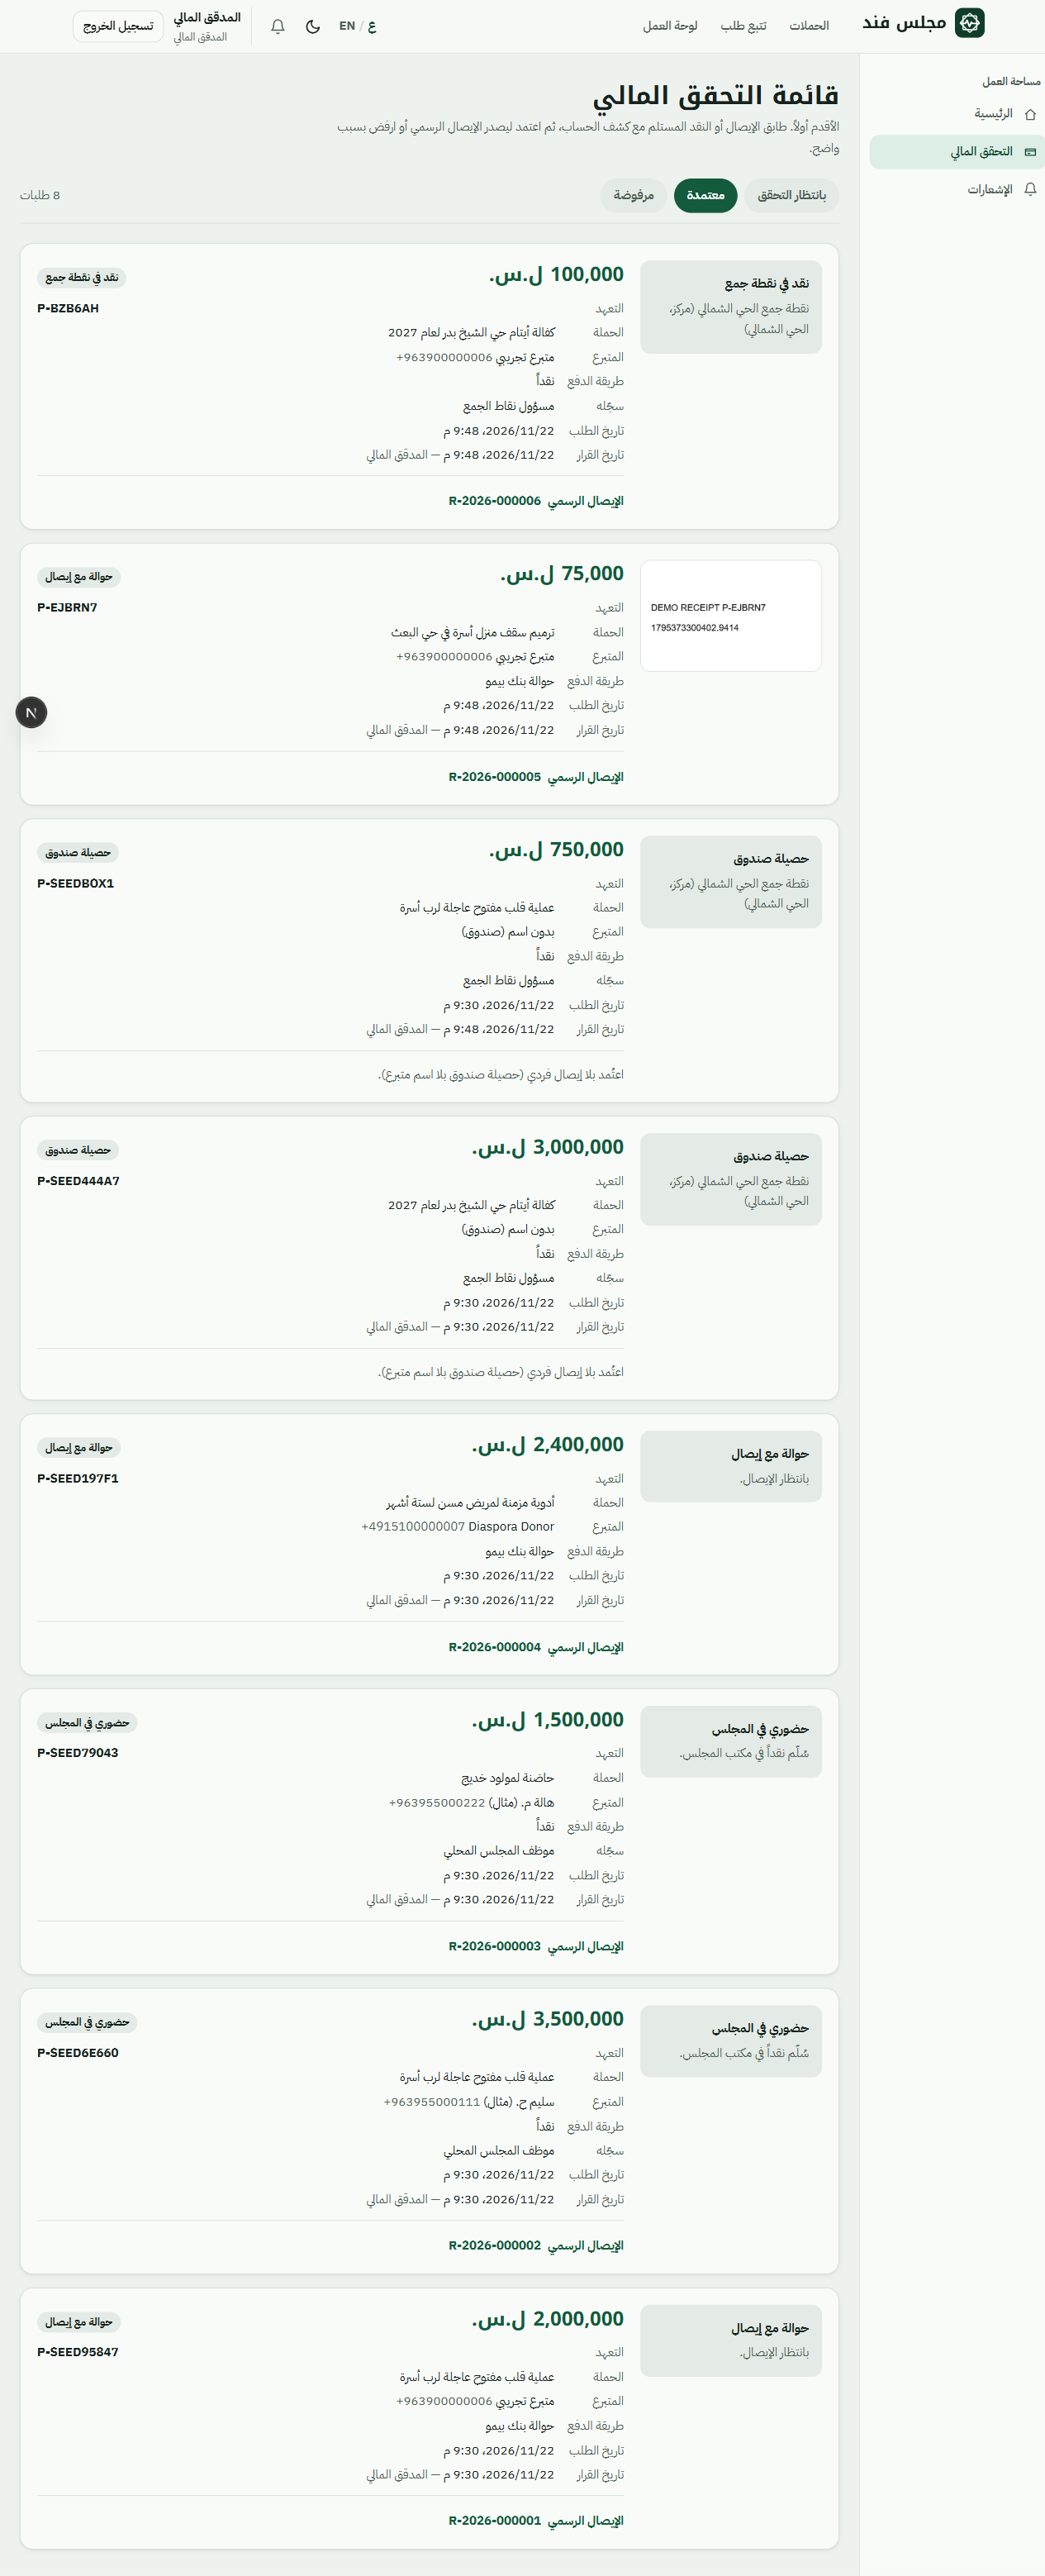 مجلس فند
الحملات
تتبع طلب
لوحة العمل
ع / EN
المدقق المالي
المدقق المالي
تسجيل الخروج
مساحة العمل
الرئيسية
التحقق المالي
الإشعارات
قائمة التحقق المالي
الأقدم أولاً. طابق الإيصال أو النقد المستلم مع كشف الحساب، ثم اعتمد ليصدر الإيصال الرسمي أو ارفض بسبب
واضح.
بانتظار التحقق
معتمدة
مرفوضة
8 طلبات
نقد في نقطة جمع
نقطة جمع الحي الشمالي (مركز،
الحي الشمالي)
100,000 ل.س.
نقد في نقطة جمع
التعهد P-BZB6AH
الحملة كفالة أيتام حي الشيخ بدر لعام 2027
المتبرع متبرع تجريبي 963900000006+
طريقة الدفع نقداً
سجّله مسؤول نقاط الجمع
تاريخ الطلب 2026/11/22، 9:48 م
تاريخ القرار 2026/11/22، 9:48 م — المدقق المالي
الإيصال الرسمي R-2026-000006
DEMO RECEIPT P-EJBRN7
1795373300402.9414
75,000 ل.س.
حوالة مع إيصال
التعهد P-EJBRN7
الحملة ترميم سقف منزل أسرة في حي البعث
المتبرع متبرع تجريبي 963900000006+
طريقة الدفع حوالة بنك بيمو
تاريخ الطلب 2026/11/22، 9:48 م
تاريخ القرار 2026/11/22، 9:48 م — المدقق المالي
الإيصال الرسمي R-2026-000005
حصيلة صندوق
نقطة جمع الحي الشمالي (مركز،
الحي الشمالي)
750,000 ل.س.
حصيلة صندوق
التعهد P-SEEDBOX1
الحملة عملية قلب مفتوح عاجلة لرب أسرة
المتبرع بدون اسم (صندوق)
طريقة الدفع نقداً
سجّله مسؤول نقاط الجمع
تاريخ الطلب 2026/11/22، 9:30 م
تاريخ القرار 2026/11/22، 9:48 م — المدقق المالي
اعتُمد بلا إيصال فردي (حصيلة صندوق بلا اسم متبرع).
حصيلة صندوق
نقطة جمع الحي الشمالي (مركز،
الحي الشمالي)
3,000,000 ل.س.
حصيلة صندوق
التعهد P-SEED444A7
الحملة كفالة أيتام حي الشيخ بدر لعام 2027
المتبرع بدون اسم (صندوق)
طريقة الدفع نقداً
سجّله مسؤول نقاط الجمع
تاريخ الطلب 2026/11/22، 9:30 م
تاريخ القرار 2026/11/22، 9:30 م — المدقق المالي
اعتُمد بلا إيصال فردي (حصيلة صندوق بلا اسم متبرع).
حوالة مع إيصال
بانتظار الإيصال.
2,400,000 ل.س.
حوالة مع إيصال
التعهد P-SEED197F1
الحملة أدوية مزمنة لمريض مسن لستة أشهر
المتبرع Diaspora Donor 4915100000007+
طريقة الدفع حوالة بنك بيمو
تاريخ الطلب 2026/11/22، 9:30 م
تاريخ القرار 2026/11/22، 9:30 م — المدقق المالي
الإيصال الرسمي R-2026-000004
حضوري في المجلس
سُلّم نقداً في مكتب المجلس.
1,500,000 ل.س.
حضوري في المجلس
التعهد P-SEED79043
الحملة حاضنة لمولود خديج
المتبرع هالة م. (مثال) 963955000222+
طريقة الدفع نقداً
سجّله موظف المجلس المحلي
تاريخ الطلب 2026/11/22، 9:30 م
تاريخ القرار 2026/11/22، 9:30 م — المدقق المالي
الإيصال الرسمي R-2026-000003
حضوري في المجلس
سُلّم نقداً في مكتب المجلس.
3,500,000 ل.س.
حضوري في المجلس
التعهد P-SEED6E660
الحملة عملية قلب مفتوح عاجلة لرب أسرة
المتبرع سليم ح. (مثال) 963955000111+
طريقة الدفع نقداً
سجّله موظف المجلس المحلي
تاريخ الطلب 2026/11/22، 9:30 م
تاريخ القرار 2026/11/22، 9:30 م — المدقق المالي
الإيصال الرسمي R-2026-000002
حوالة مع إيصال
بانتظار الإيصال.
2,000,000 ل.س.
حوالة مع إيصال
التعهد P-SEED95847
الحملة عملية قلب مفتوح عاجلة لرب أسرة
المتبرع متبرع تجريبي 963900000006+
طريقة الدفع حوالة بنك بيمو
تاريخ الطلب 2026/11/22، 9:30 م
تاريخ القرار 2026/11/22، 9:30 م — المدقق المالي
الإيصال الرسمي R-2026-000001
N